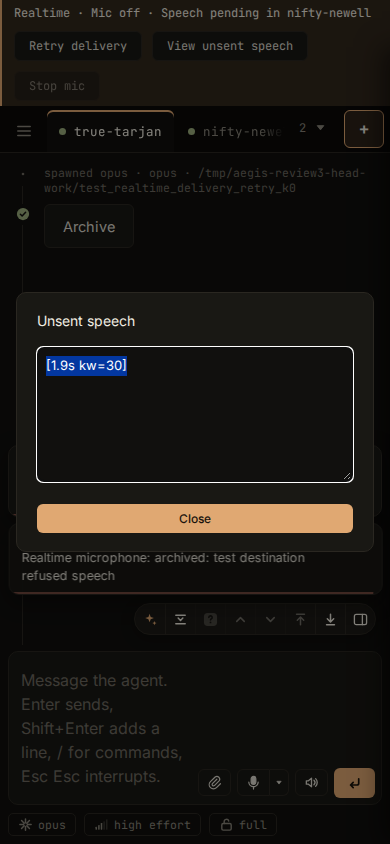 Realtime · Mic off · Speech pending in nifty-newell
Retry delivery
View unsent speech
Stop mic
true-tarjan
nifty-newe
2
+
spawned opus · opus · /tmp/aegis-review3-head-
work/test_realtime_delivery_retry_k0
Archive
Unsent speech
[1.9s kw=30]
Close
Realtime microphone: archived: test destination
refused speech
Message the agent.
Enter sends,
Shift+Enter adds a
line, / for commands,
Esc Esc interrupts.
opus
high effort
full